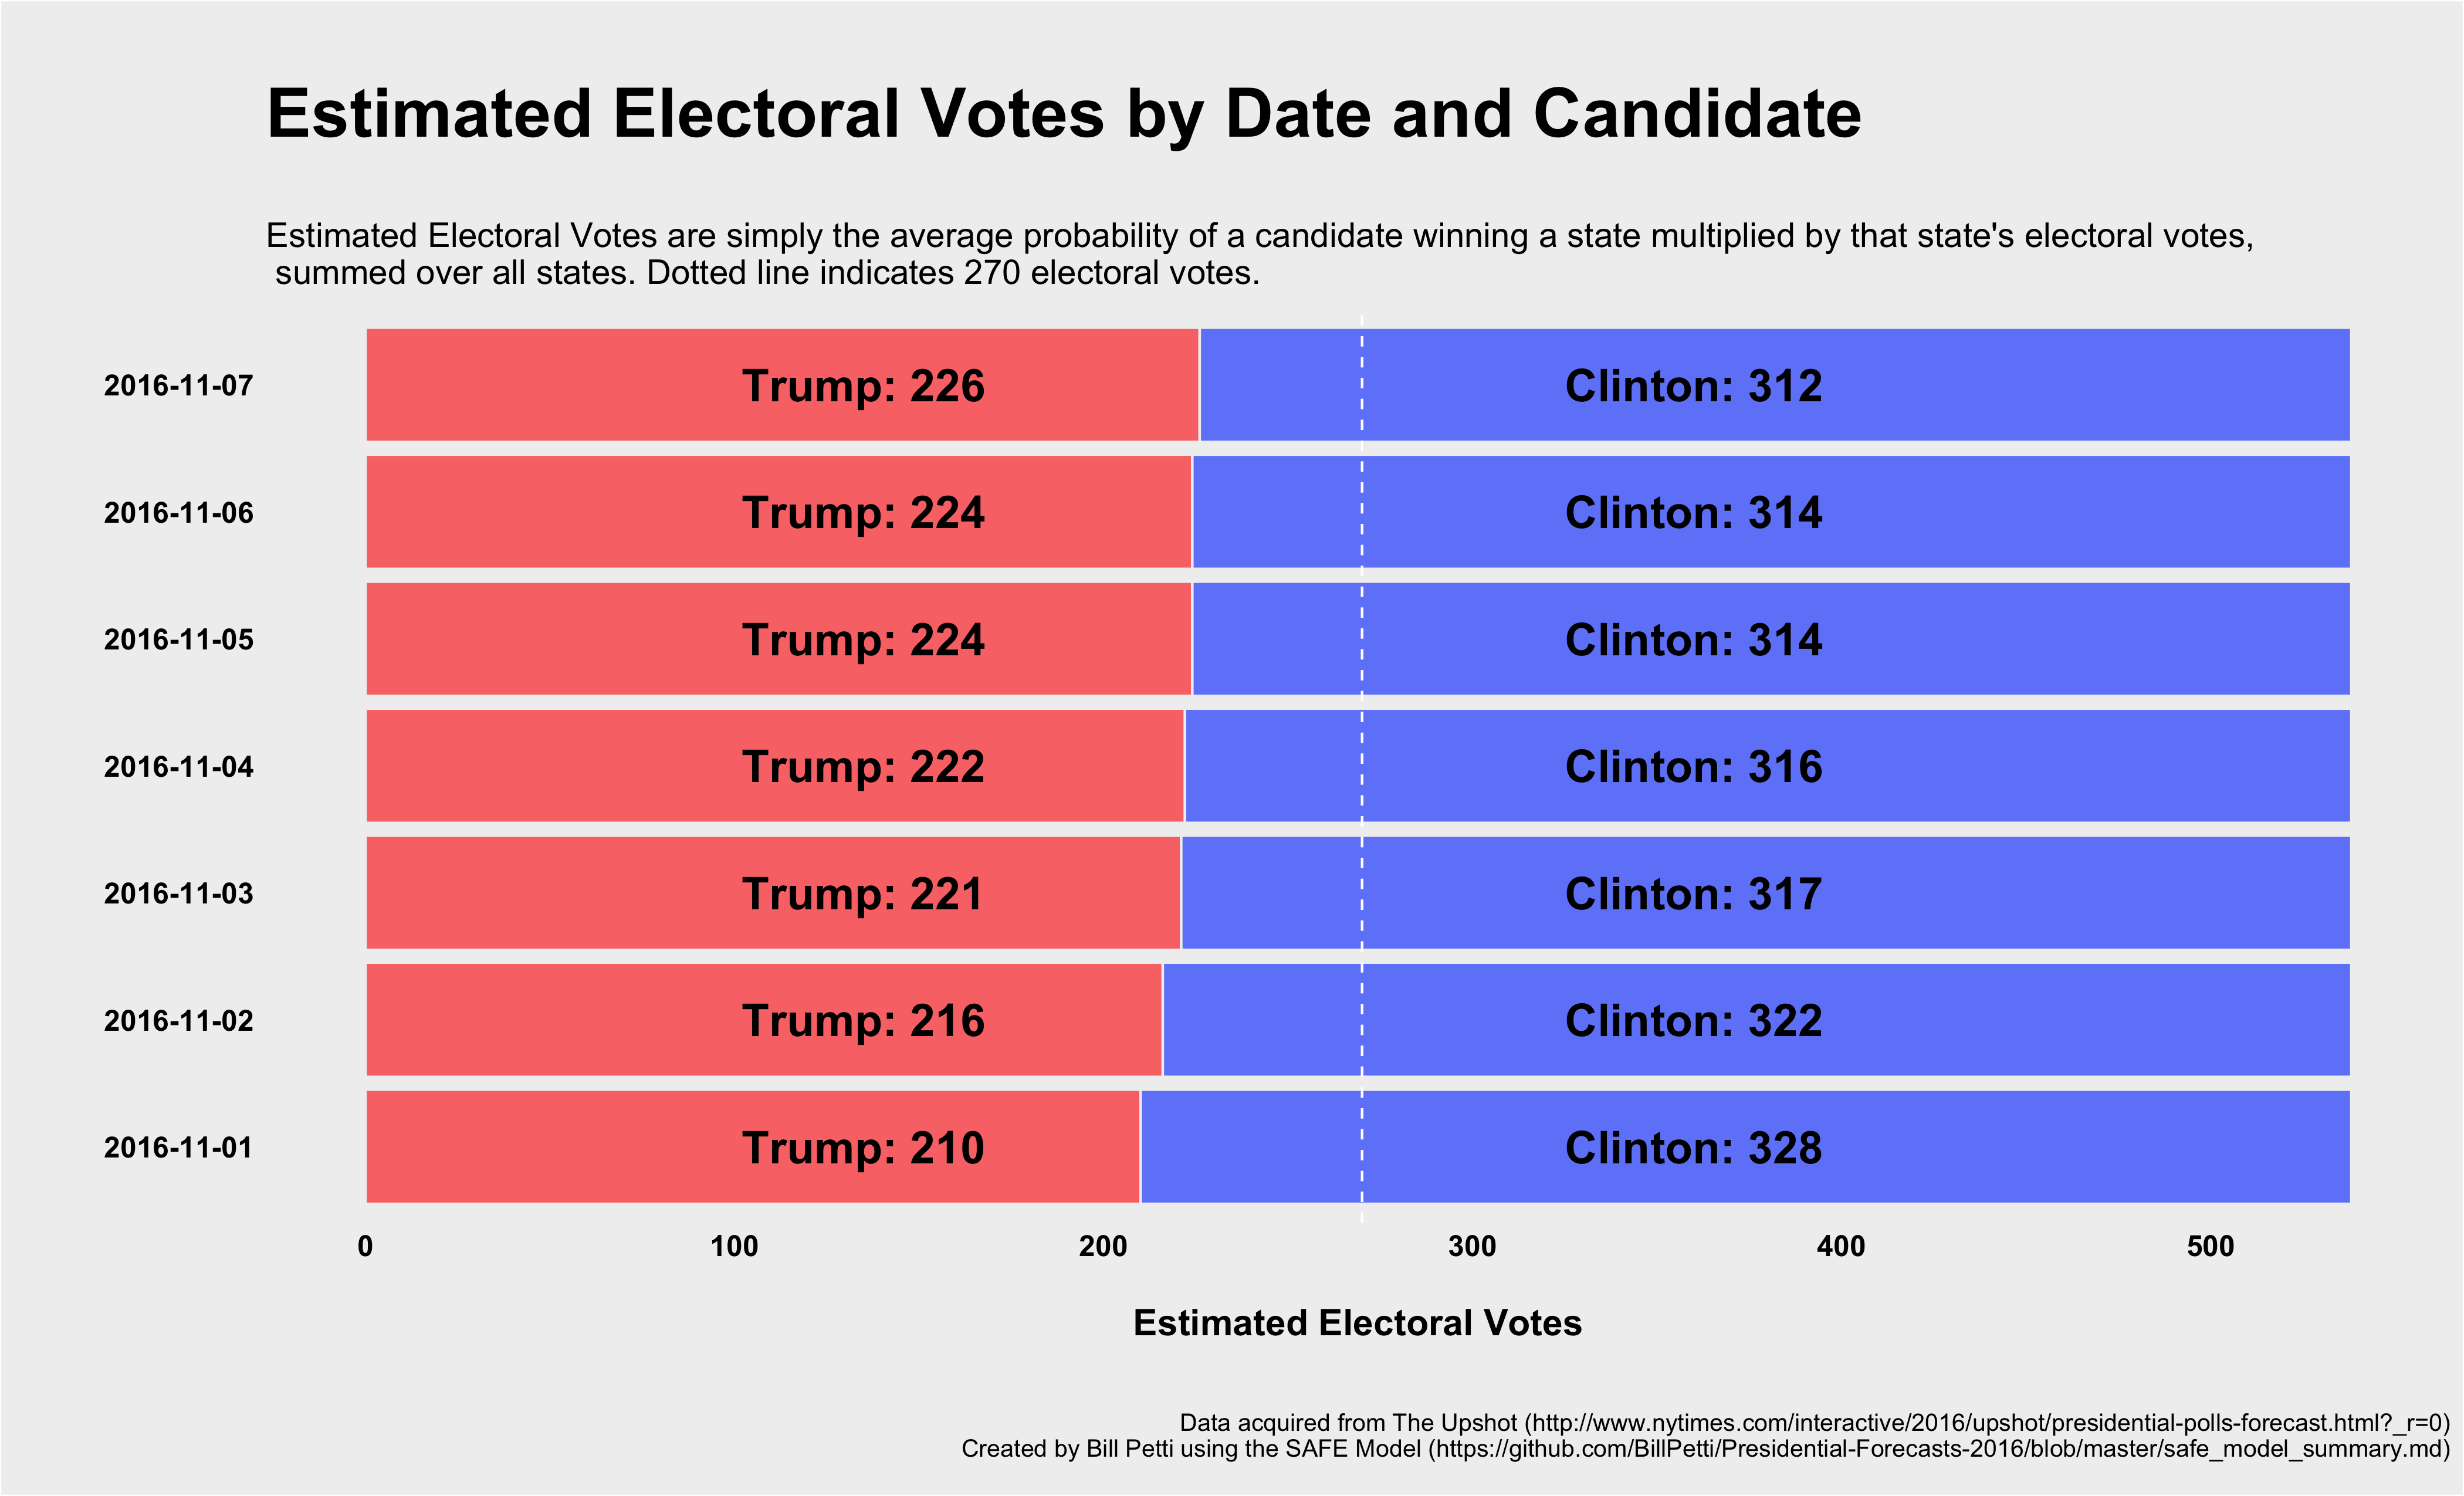 Estimated Electoral Votes by Date and Candidate
Estimated Electoral Votes are simply the average probability of a candidate winning a state multiplied by that state's electoral votes,
summed over all states. Dotted line indicates 270 electoral votes.
2016-11-07 Trump: 226 Clinton: 312
2016-11-06 Trump: 224 Clinton: 314
2016-11-05 Trump: 224 Clinton: 314
2016-11-04 Trump: 222 Clinton: 316
2016-11-03 Trump: 221 Clinton: 317
2016-11-02 Trump: 216 Clinton: 322
2016-11-01 Trump: 210 Clinton: 328
0 100 200 300 400 500
Estimated Electoral Votes
Data acquired from The Upshot (http://www.nytimes.com/interactive/2016/upshot/presidential-polls-forecast.html?_r=0)
Created by Bill Petti using the SAFE Model (https://github.com/BillPetti/Presidential-Forecasts-2016/blob/master/safe_model_summary.md)